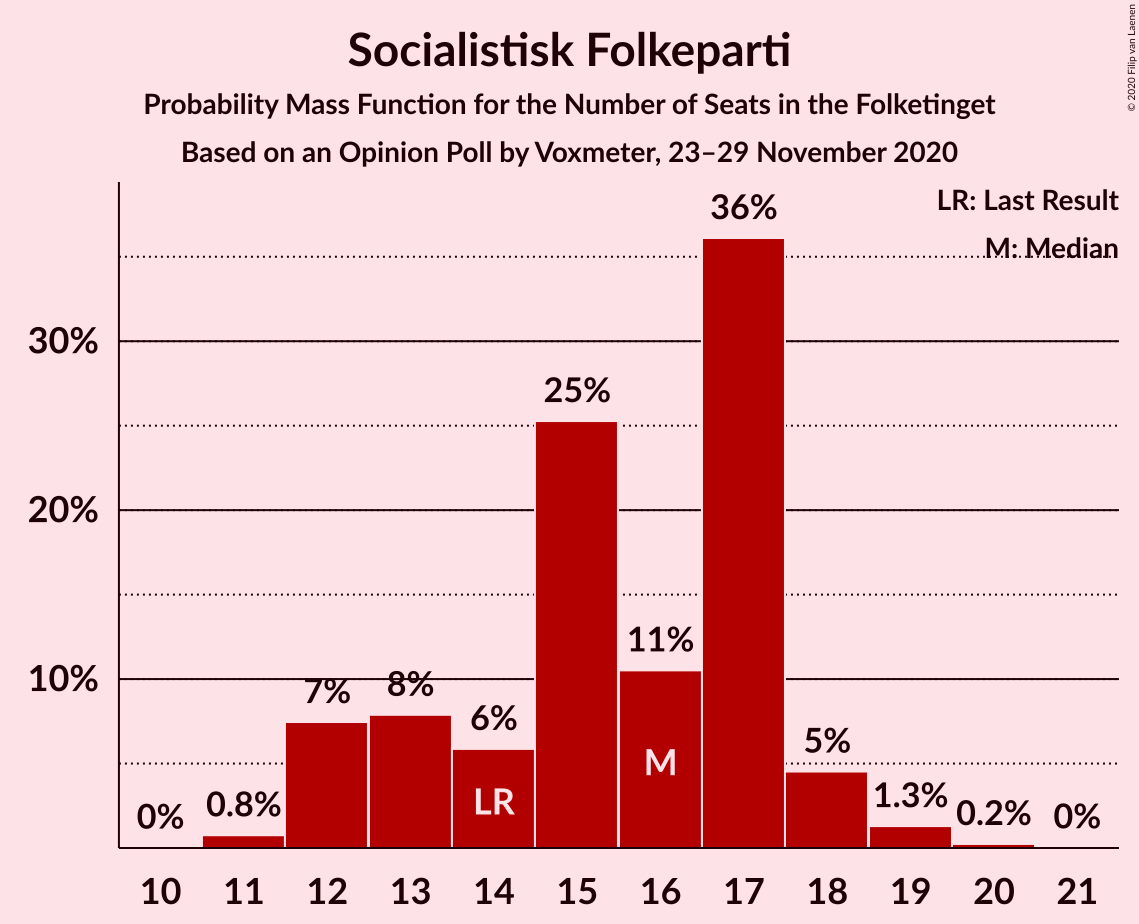 Socialistisk Folkeparti
Probability Mass Function for the Number of Seats in the Folketinget
Based on an Opinion Poll by Voxmeter, 23–29 November 2020
© 2020 Filip van Laenen
LR: Last Result
M: Median
30%
20%
10%
0%
0.8%
7%
8%
6%
25%
11%
36%
5%
1.3%
0.2%
0%
LR
M
10 11 12 13 14 15 16 17 18 19 20 21